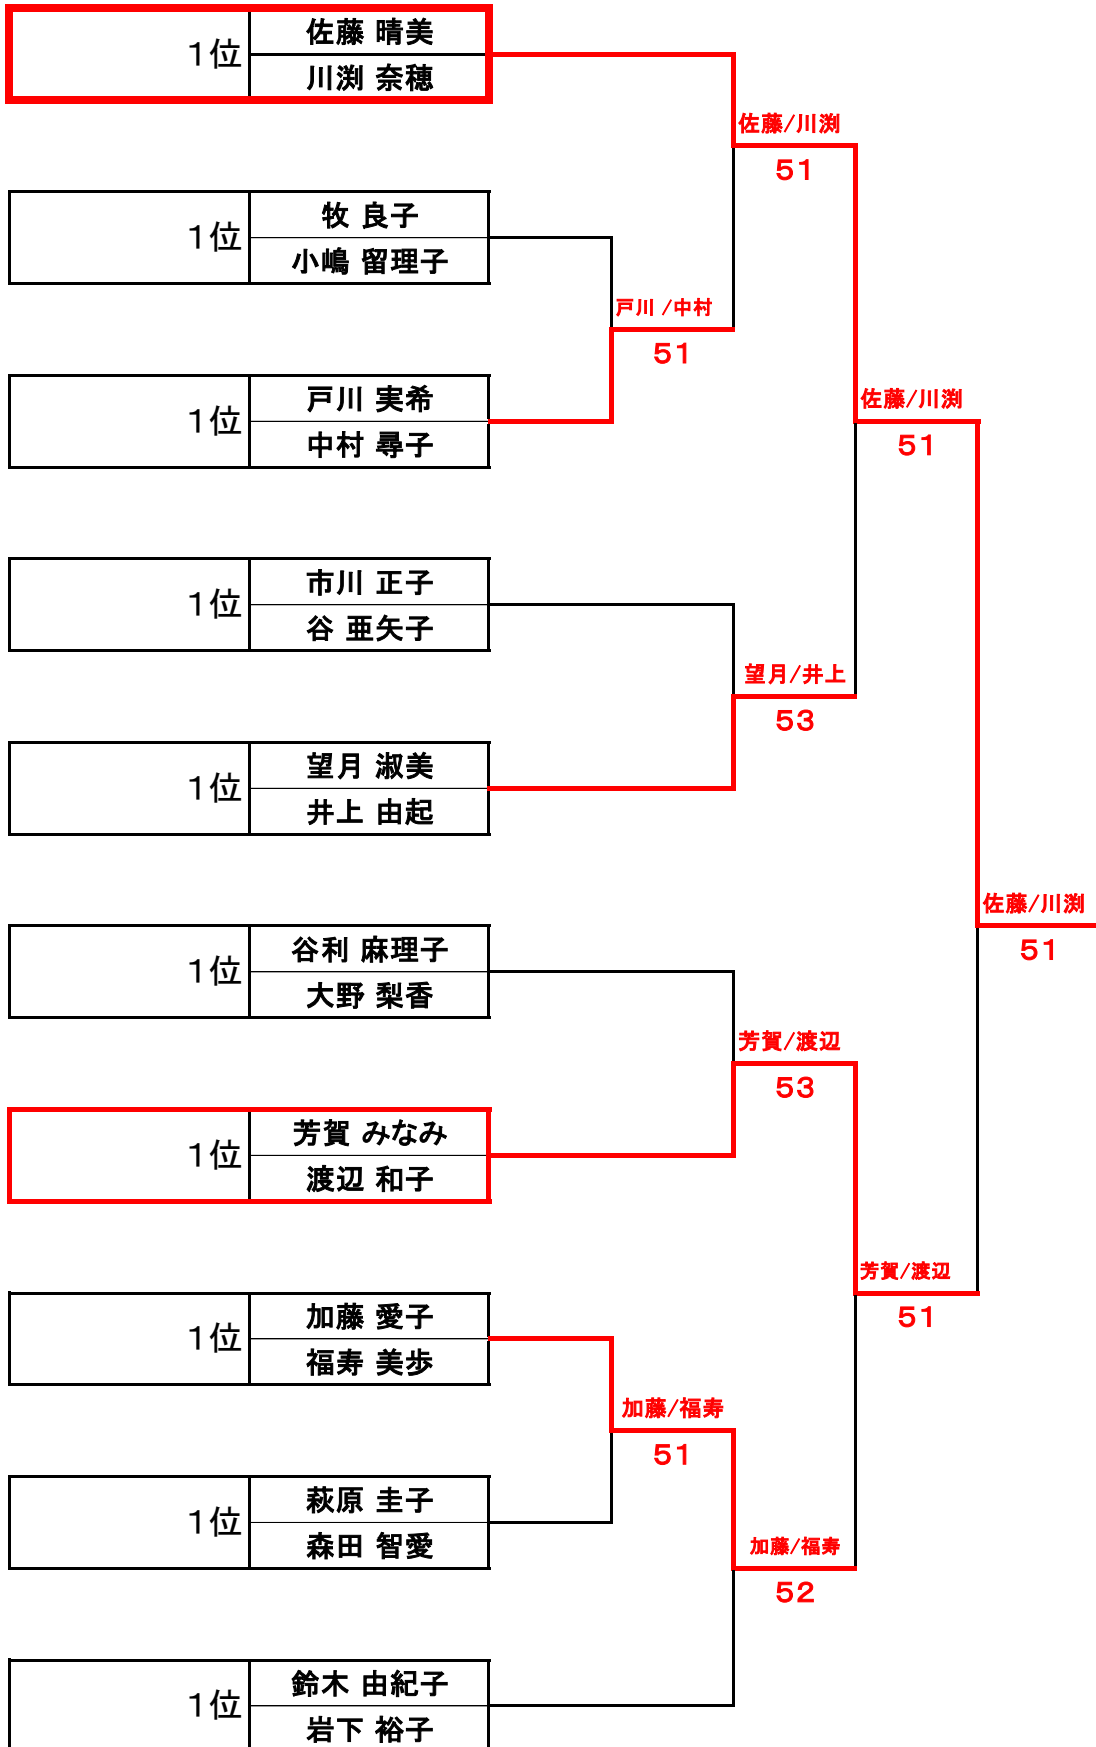 1位
佐藤 晴美
川渕 奈穂
佐藤/川渕
51
1位
牧 良子
小嶋 留理子
戸川 /中村
51
1位
戸川 実希
中村 尋子
佐藤/川渕
51
1位
市川 正子
谷 亜矢子
望月/井上
53
1位
望月 淑美
井上 由起
佐藤/川渕
51
1位
谷利 麻理子
大野 梨香
芳賀/渡辺
53
1位
芳賀 みなみ
渡辺 和子
芳賀/渡辺
51
1位
加藤 愛子
福寿 美歩
加藤/福寿
51
1位
萩原 圭子
森田 智愛
加藤/福寿
52
1位
鈴木 由紀子
岩下 裕子